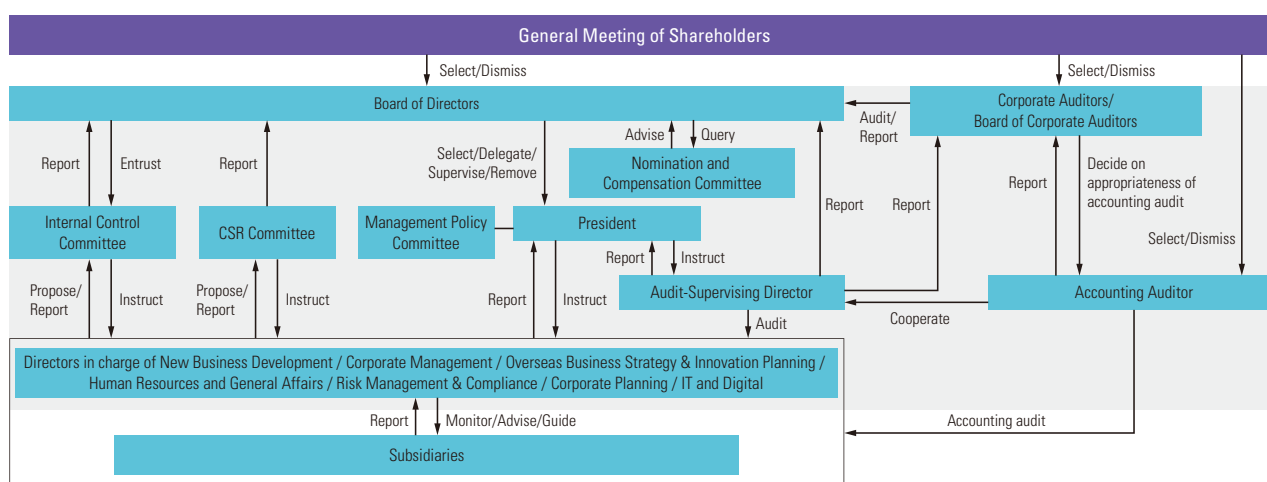 General Meeting of Shareholders
Select/Dismiss
Select/Dismiss
Board of Directors
Corporate Auditors/
Board of Corporate Auditors
Audit/
Report
Advise
Query
Report
Entrust
Report
Select/Delegate/
Supervise/Remove
Nomination and
Compensation Committee
Decide on
appropriateness of
accounting audit
Report
Report
Report
Internal Control
Committee
CSR Committee
Management Policy
Committee
President
Select/Dismiss
Report
Instruct
Propose/
Report
Instruct
Propose/
Report
Instruct
Report
Instruct
Audit-Supervising Director
Accounting Auditor
Cooperate
Audit
Directors in charge of New Business Development / Corporate Management / Overseas Business Strategy & Innovation Planning /
Human Resources and General Affairs / Risk Management & Compliance / Corporate Planning / IT and Digital
Report
Monitor/Advise/Guide
Accounting audit
Subsidiaries